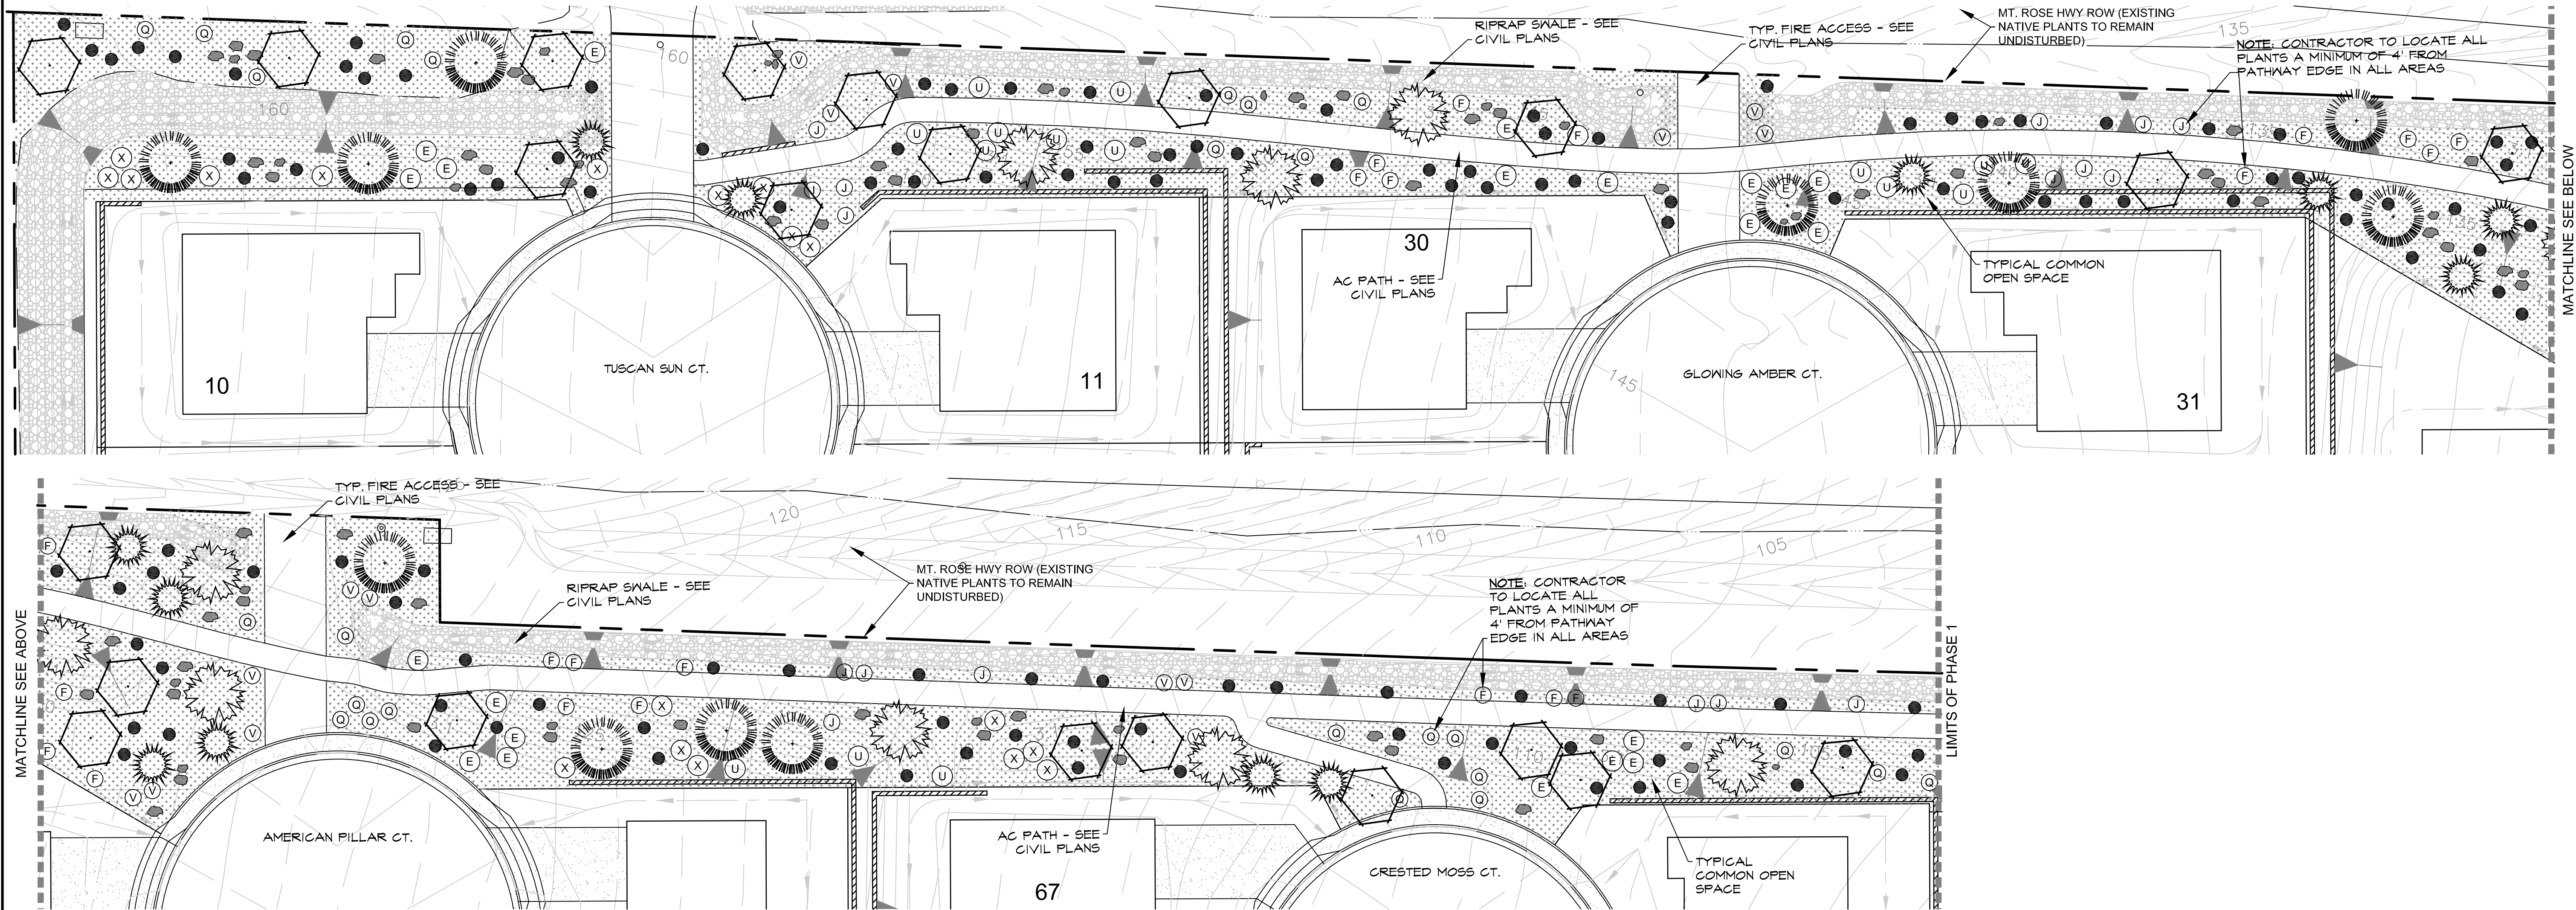 RIPRAP SWALE - SEE
CIVIL PLANS
TYP. FIRE ACCESS - SEE
CIVIL PLANS
MT. ROSE HWY ROW (EXISTING
NATIVE PLANTS TO REMAIN
UNDISTURBED)
135
NOTE: CONTRACTOR TO LOCATE ALL
PLANTS A MINIMUM OF 4' FROM
PATHWAY EDGE IN ALL AREAS
160
160
MATCHLINE SEE BELOW
10
TUSCAN SUN CT.
11
30
AC PATH - SEE
CIVIL PLANS
145
GLOWING AMBER CT.
TYPICAL COMMON
OPEN SPACE
31
TYP. FIRE ACCESS - SEE
CIVIL PLANS
120
115
110
105
MATCHLINE SEE ABOVE
RIPRAP SWALE - SEE
CIVIL PLANS
MT. ROSE HWY ROW (EXISTING
NATIVE PLANTS TO REMAIN
UNDISTURBED)
NOTE: CONTRACTOR
TO LOCATE ALL
PLANTS A MINIMUM OF
4' FROM PATHWAY
EDGE IN ALL AREAS
LIMITS OF PHASE 1
AMERICAN PILLAR CT.
AC PATH - SEE
CIVIL PLANS
67
CRESTED MOSS CT.
TYPICAL
COMMON OPEN
SPACE